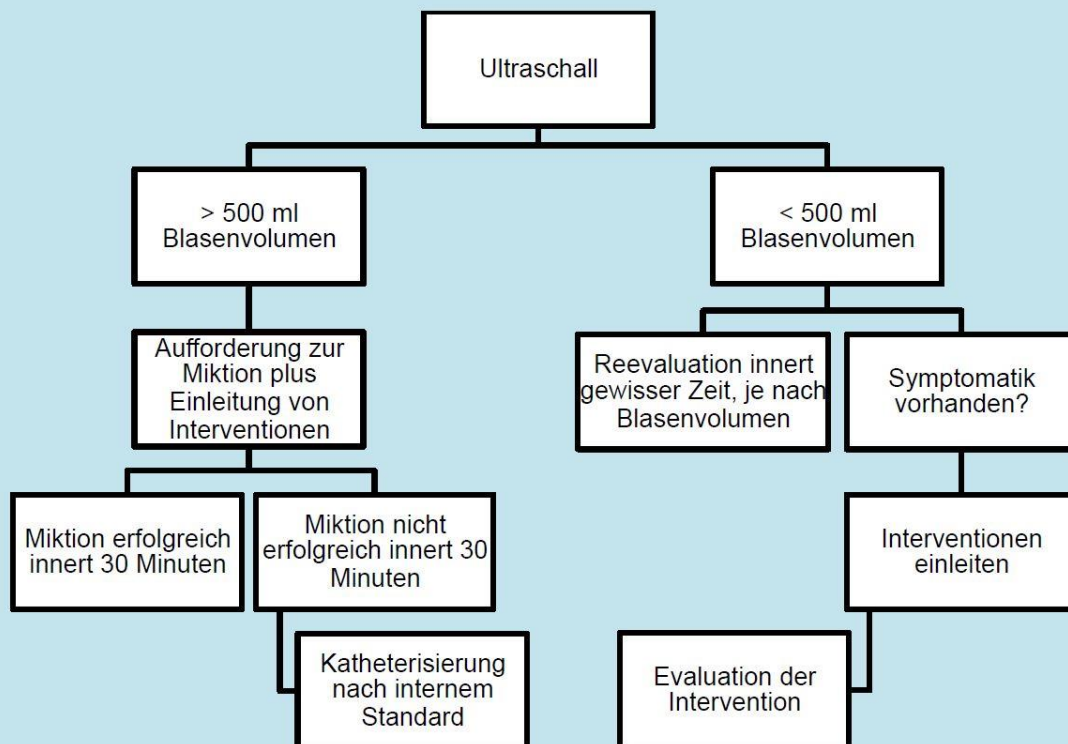 Ultraschall
> 500 ml
Blasenvolumen
< 500 ml
Blasenvolumen
Aufforderung zur
Miktion plus
Einleitung von
Interventionen
Reevaluation innert
gewisser Zeit, je nach
Blasenvolumen
Symptomatik
vorhanden?
Miktion erfolgreich
innert 30 Minuten
Miktion nicht
erfolgreich innert 30
Minuten
Interventionen
einleiten
Katheterisierung
nach internem
Standard
Evaluation der
Intervention